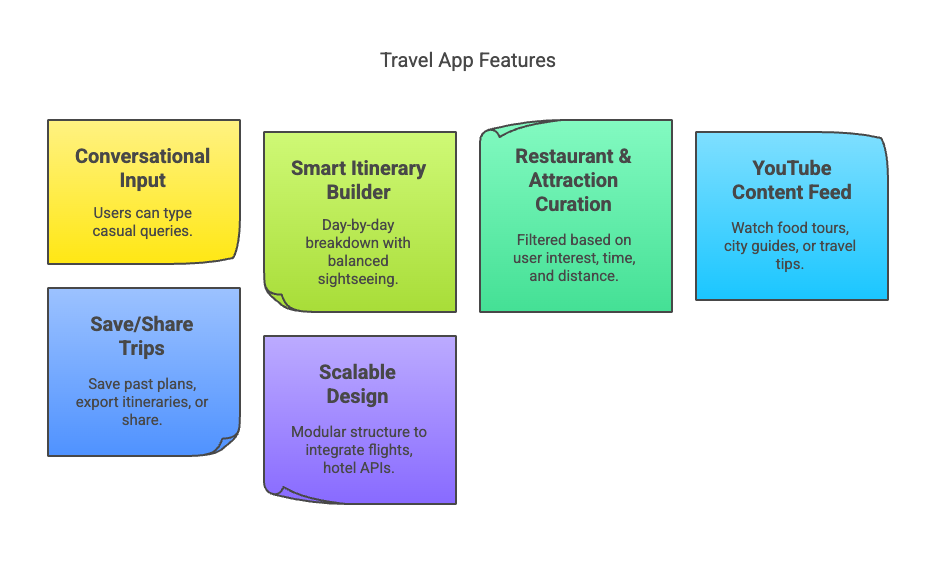 Travel App Features
Conversational
Input
Users can type
casual queries.
Smart Itinerary
Builder
Day-by-day
breakdown with
balanced
sightseeing.
Restaurant &
Attraction
Curation
Filtered based on
user interest, time,
and distance.
YouTube
Content Feed
Watch food tours,
city guides, or travel
tips.
Save/Share
Trips
Save past plans,
export itineraries, or
share.
Scalable
Design
Modular structure to
integrate flights,
hotel APIs.